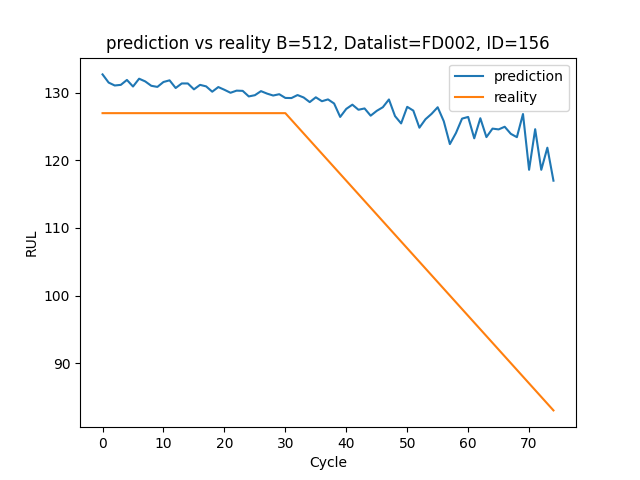 prediction vs reality B=512, Datalist=FD002, ID=156
prediction
reality
130
120
110
100
90
RUL
0 10 20 30 40 50 60 70
Cycle